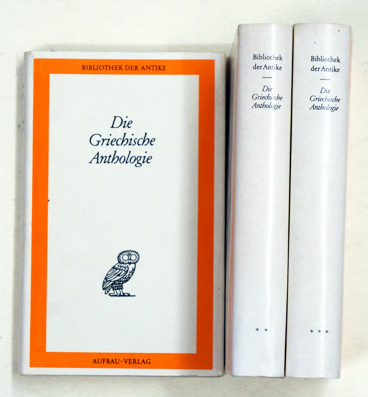 BIBLIOTHEK DER ANTIKE
Die
Griechische
Anthologie
AUFBAU-VERLAG
Bibliothek
der Antike
Die
Griechische
Anthologie
* *
Bibliothek
der Antike
Die
Griechische
Anthologie
* * *